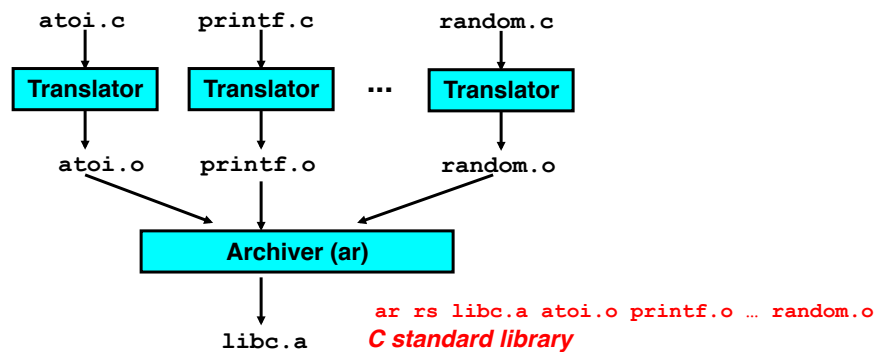 atoi.c printf.c random.c
Translator Translator ... Translator
atoi.o printf.o random.o
Archiver (ar)
ar rs libc.a atoi.o printf.o … random.o
libc.a C standard library